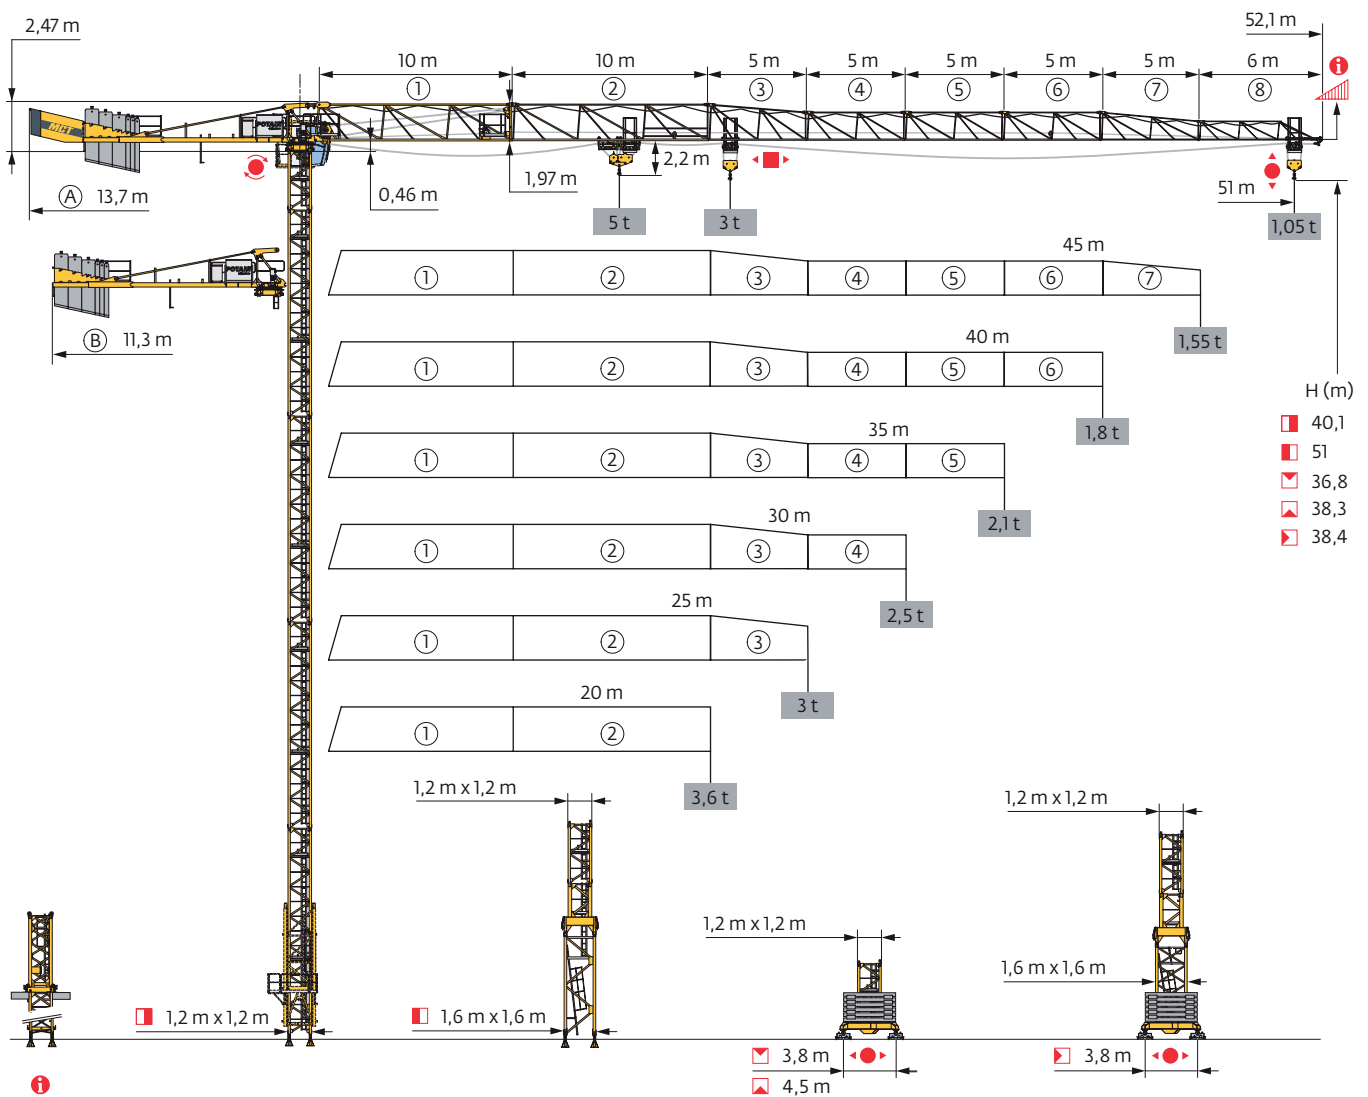 2,47 m
52,1 m
10 m 10 m 5 m 5 m 5 m 5 m 5 m 6 m
1 2 3 4 5 6 7 8
i
MCT
POTAIN
2,2 m
A 13,7 m
0,46 m
1,97 m
51 m
5 t
3 t
1,05 t
45 m
1 2 3 4 5 6 7
POTAIN
B 11,3 m
1,55 t
40 m
1 2 3 4 5 6
H (m)
40,1
1,8 t
51
35 m
1 2 3 4 5
36,8
38,3
2,1 t
38,4
30 m
1 2 3 4
2,5 t
25 m
1 2 3
3 t
20 m
1 2
3,6 t
1,2 m x 1,2 m
1,2 m x 1,2 m
1,2 m x 1,2 m
1,6 m x 1,6 m
1,2 m x 1,2 m
1,6 m x 1,6 m
3,8 m
3,8 m
4,5 m
i